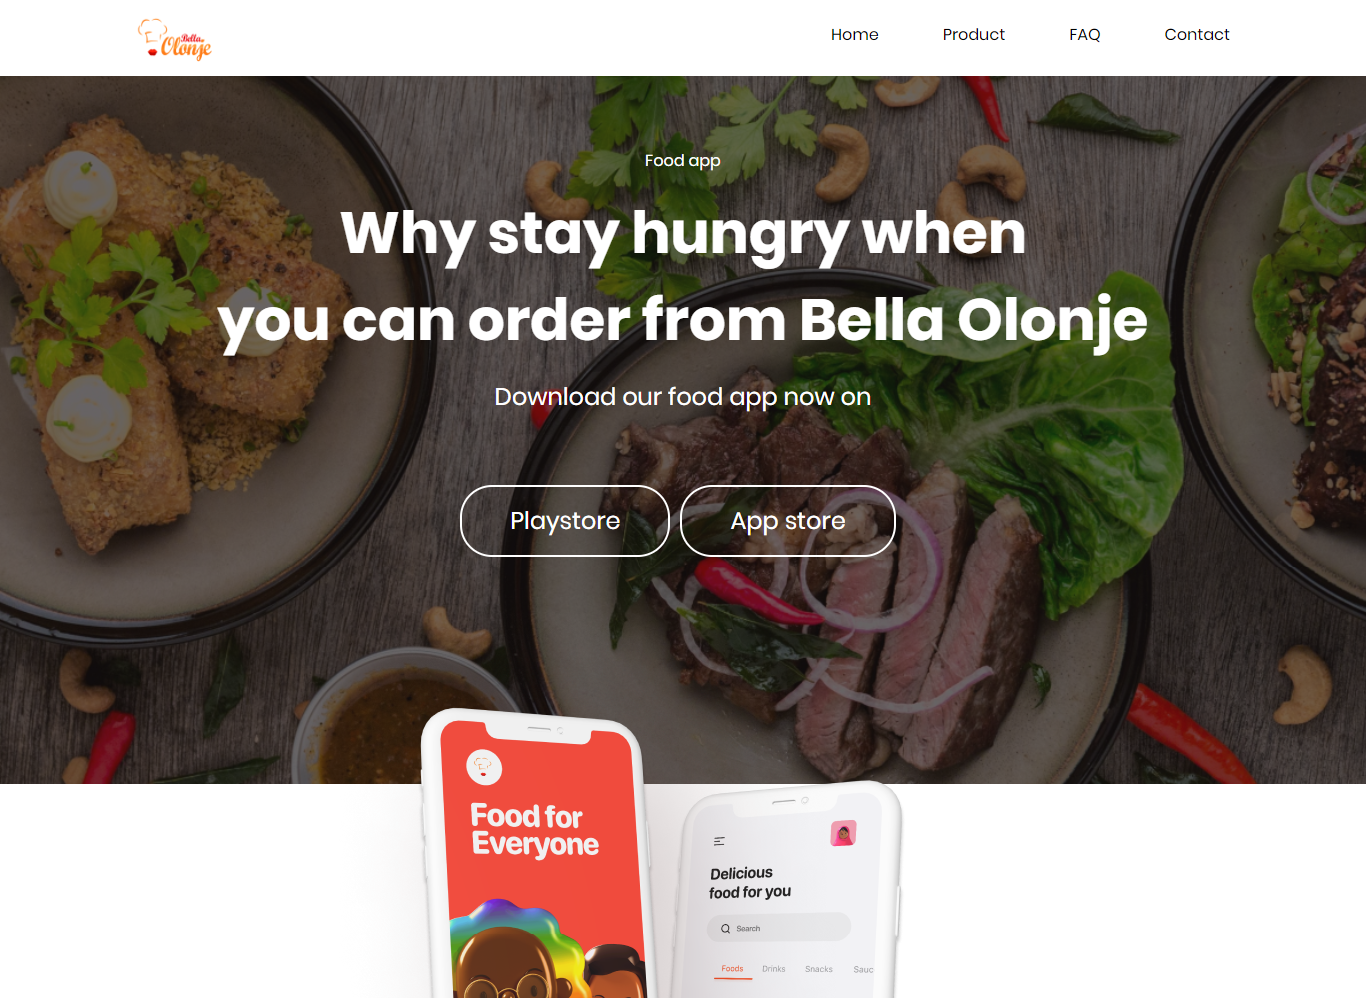 Bella
Olonje
Home
Product
FAQ
Contact
Food app
Why stay hungry when
you can order from Bella Olonje
Download our food app now on
Playstore
App store
Food for
Everyone
Delicious
food for you
Search
Foods
Drinks
Snacks
Sauc